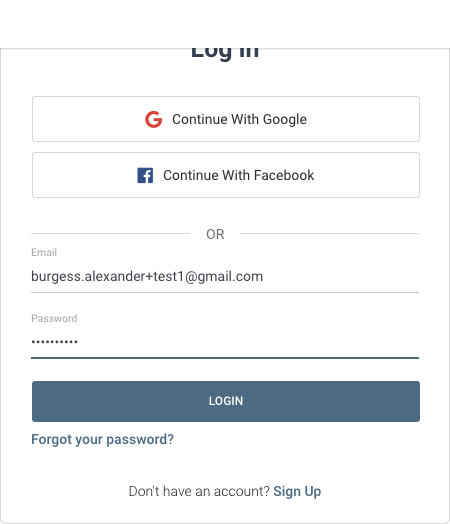 Log In
Continue With Google
Continue With Facebook
OR
Email
burgess.alexander+test1@gmail.com
Password
••••••••••
LOGIN
Forgot your password?
Don't have an account? Sign Up